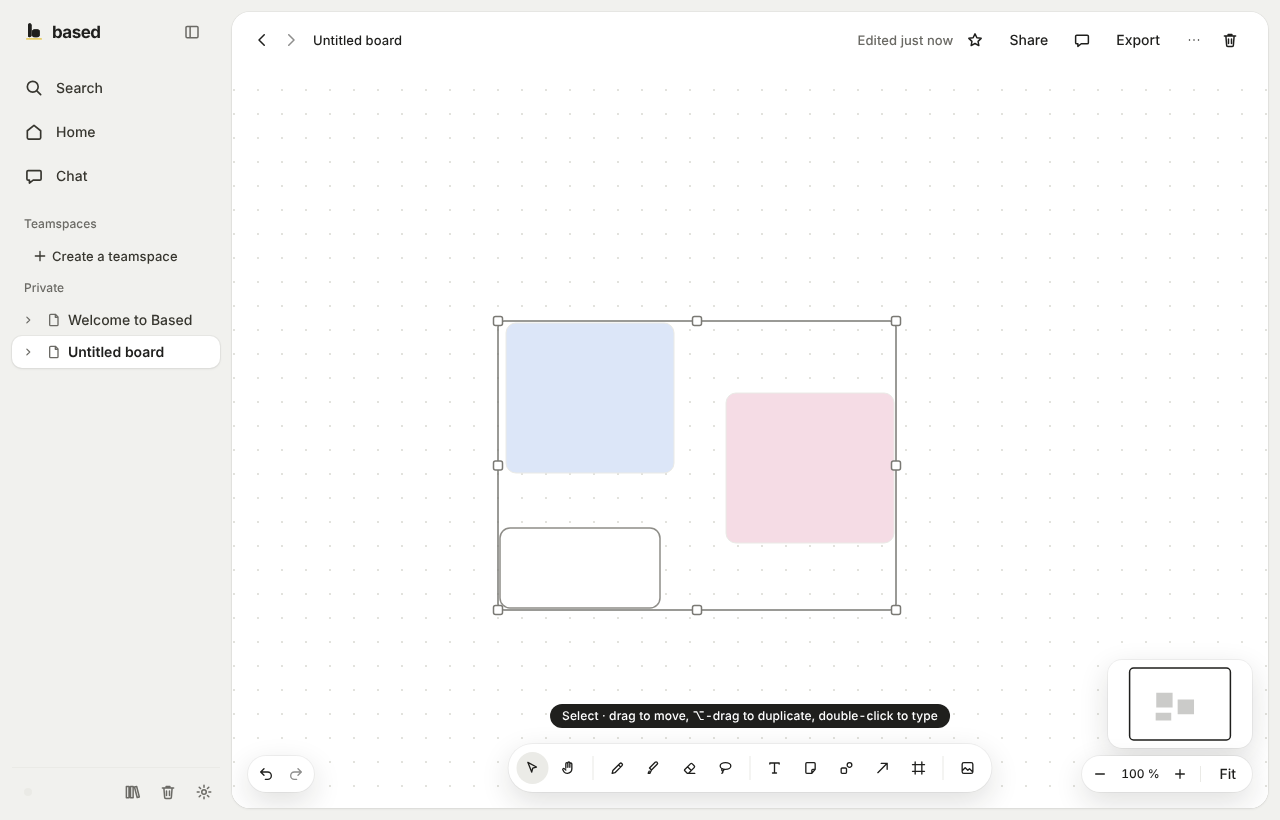 based
Untitled board
Edited just now
Share
Export
Search
Home
Chat
Teamspaces
Create a teamspace
Private
Welcome to Based
Untitled board
Select · drag to move, ⌥-drag to duplicate, double-click to type
100 %
Fit